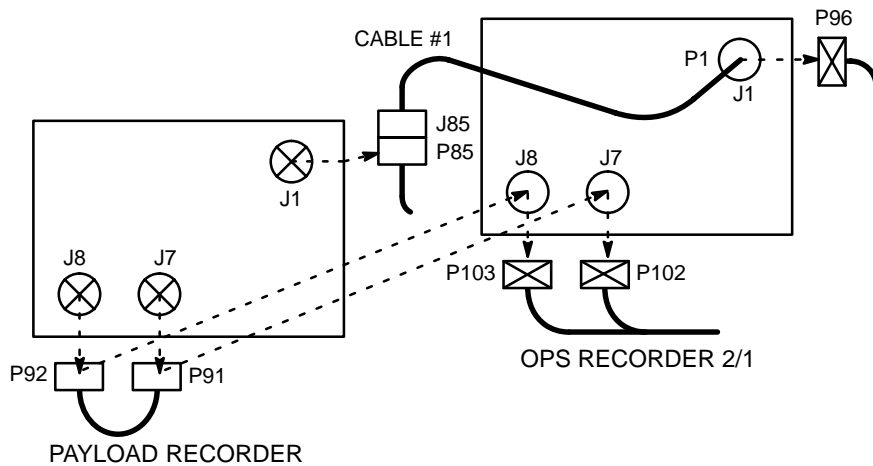 P96
CABLE #1
P1
J1
J85
P85
J8
J7
J1
J8
J7
P103
P102
OPS RECORDER 2/1
P92
P91
PAYLOAD RECORDER